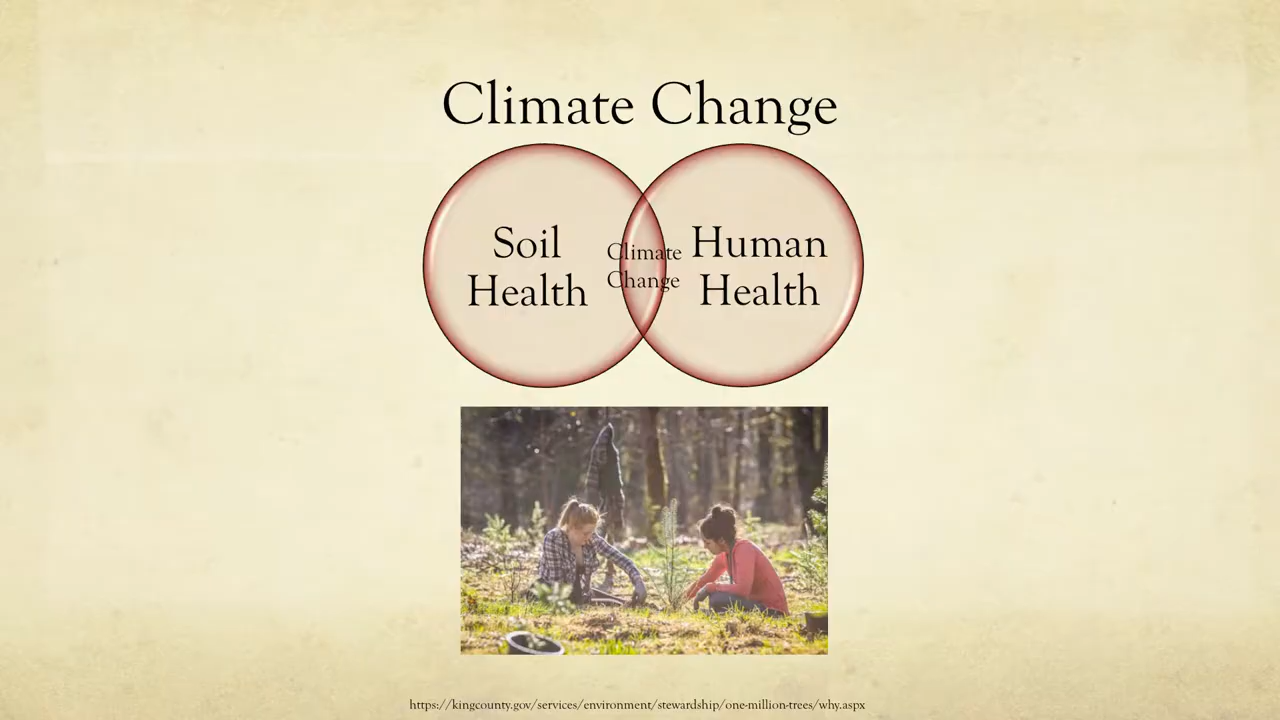 Climate Change
Soil
Health
Climate
Change
Human
Health
https://kingcounty.gov/services/environment/stewardship/one-million-trees/why.aspx